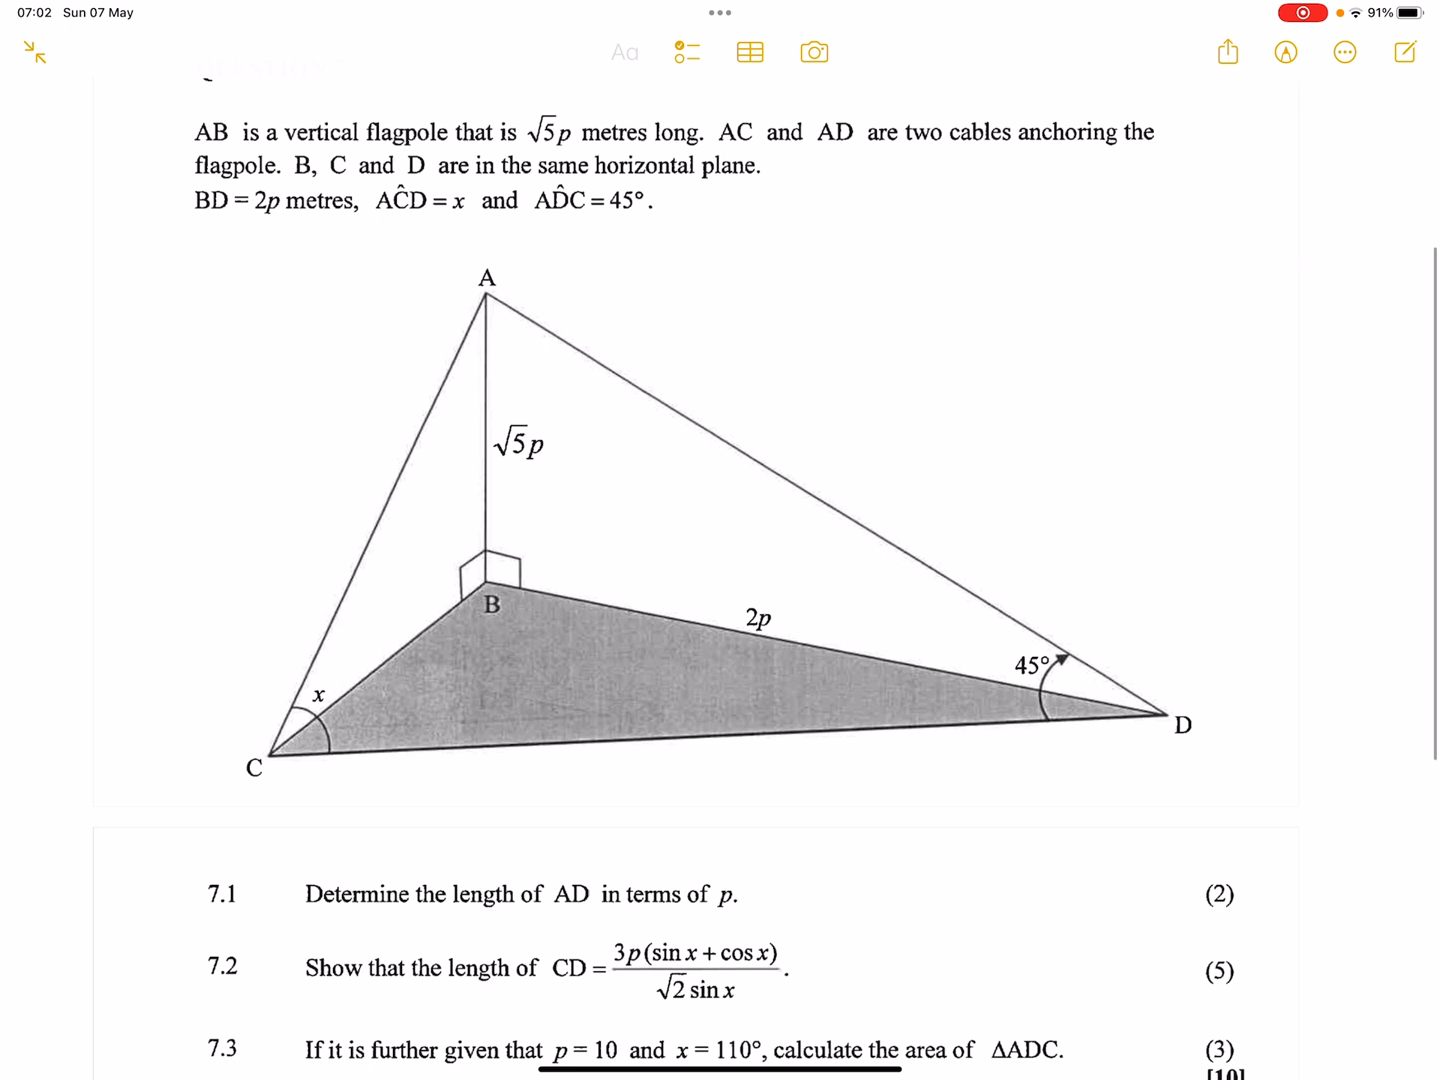 07:02 Sun 07 May
91%
Aa
AB is a vertical flagpole that is √5p metres long. AC and AD are two cables anchoring the
flagpole. B, C and D are in the same horizontal plane.
BD = 2p metres, AĈD = x and AD̂C = 45°.
A
√5p
B
2p
45°
x
D
C
7.1 Determine the length of AD in terms of p. (2)
7.2 Show that the length of CD = 3p(sin x + cos x) / √2 sin x . (5)
7.3 If it is further given that p = 10 and x = 110°, calculate the area of ΔADC. (3)
[10]